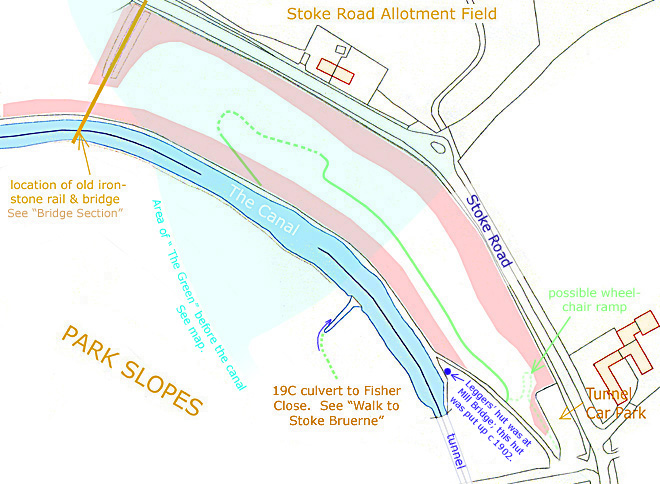 Stoke Road Allotment Field
location of old iron-
stone rail & bridge
See "Bridge Section"
The Canal
Stoke Road
Area of " The Green" before the canal
See map.
possible wheel-
chair ramp
PARK SLOPES
19C culvert to Fisher
Close.  See "Walk to
Stoke Bruerne"
Leggers' hut was at
Mill Bridge; this hut
was put up c.1902.
Tunnel
Car Park
tunnel